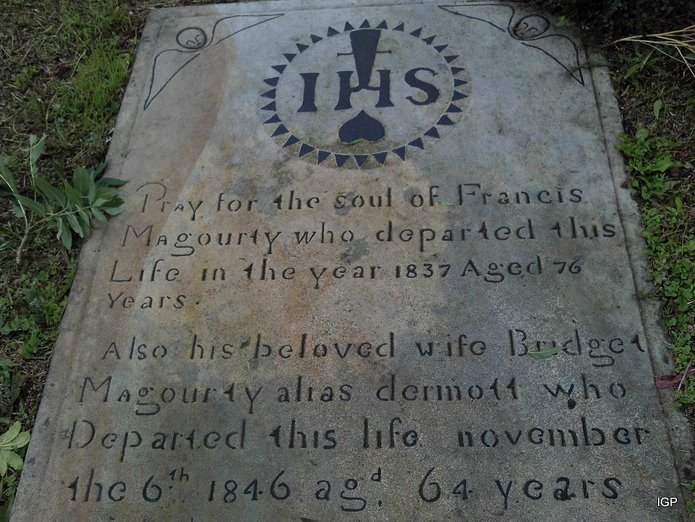 IHS
Pray for the soul of Francis
Magourty who departed this
Life in the year 1837 Aged 76
Years.
Also his beloved wife Bridget
Magourty alias dermott who
Departed this life november
the 6th 1846 agd 64 years
IGP